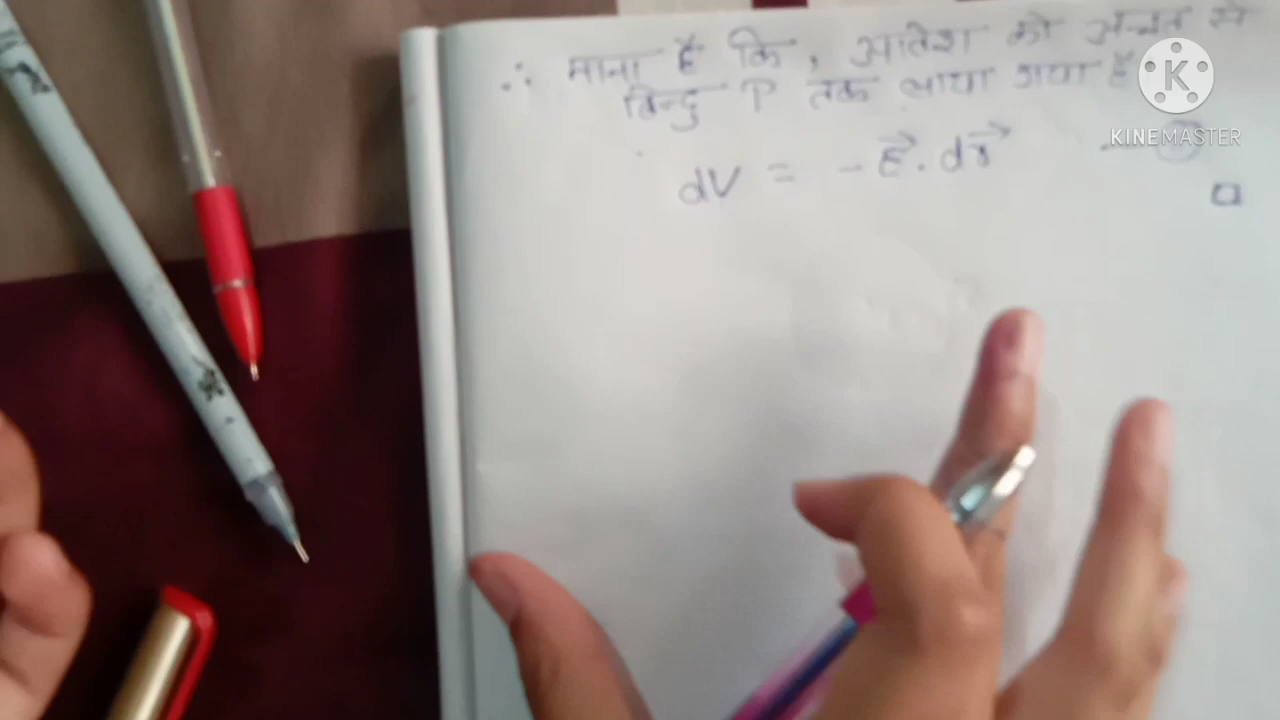 ∴ माना है कि, आवेश को अनन्त से
बिन्दु P तक लाया गया है
dV = - E⃗ . dr⃗
K
KINEMASTER